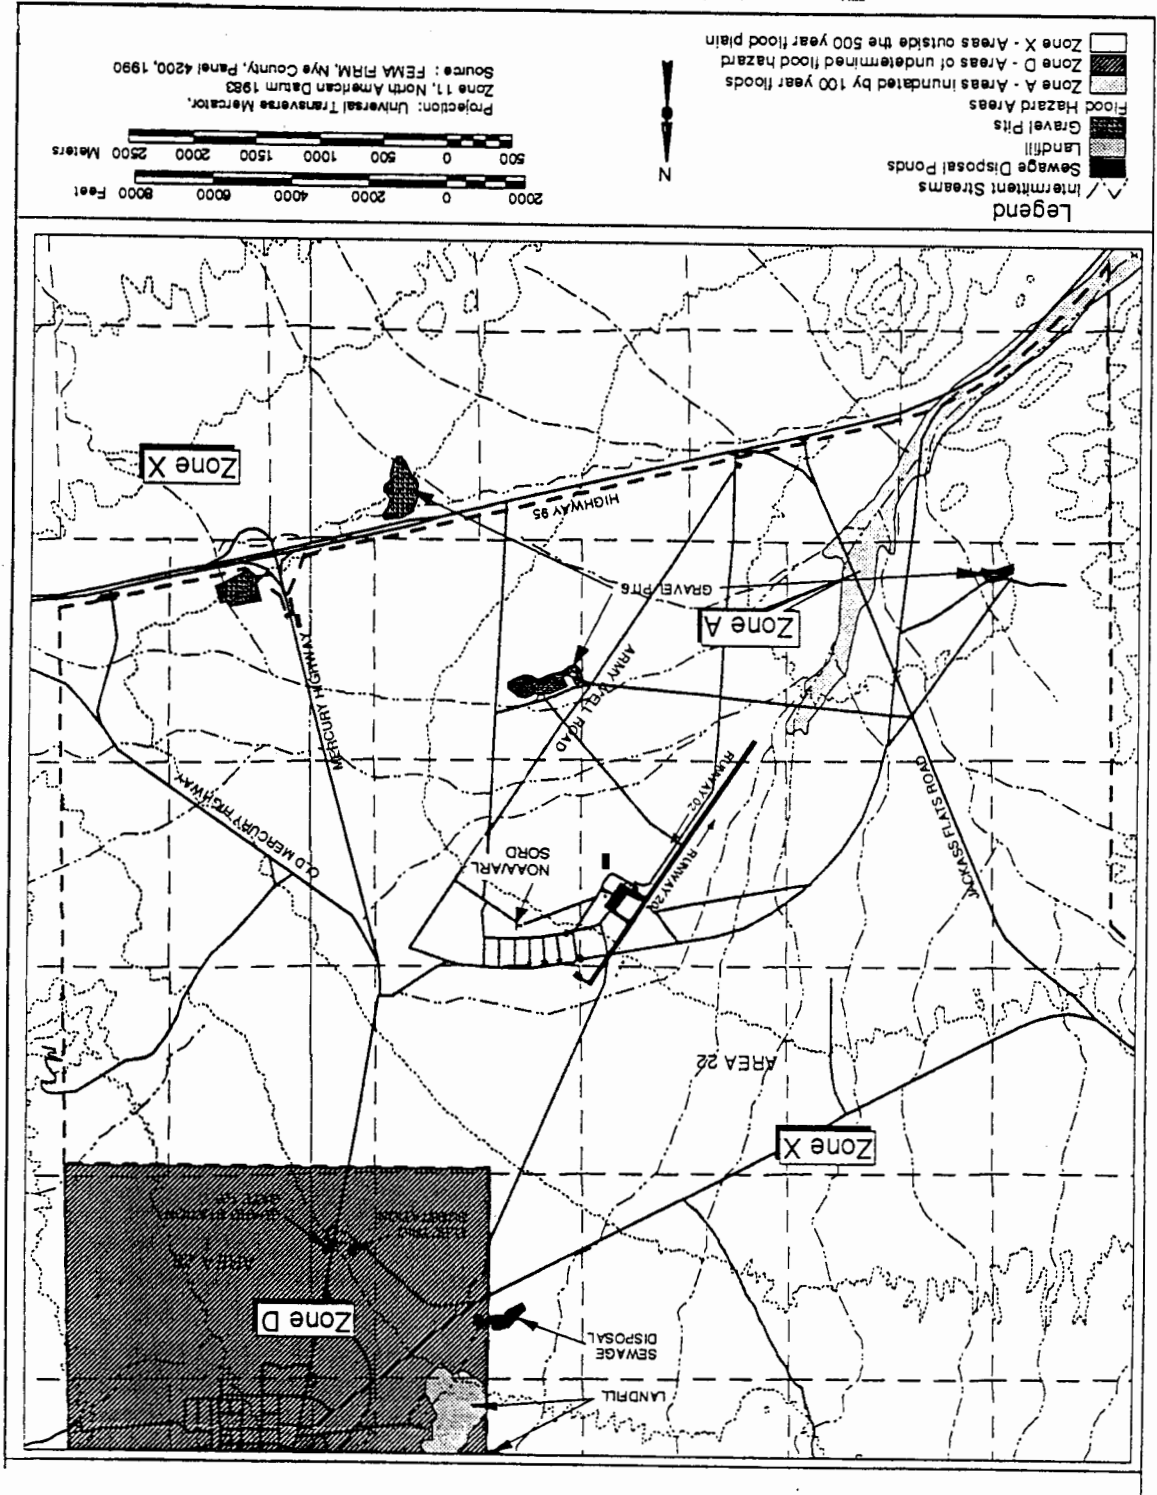 LANDFILL
SEWAGE
DISPOSAL
Zone D
SUBSTATION
Zone X
AREA 22
JACKASS FLATS ROAD
RUNWAY 20
RUNWAY 02
NOAA/ARL
SORD
OLD MERCURY HIGHWAY
MERCURY HIGHWAY
ARMY WELL ROAD
Zone A
GRAVEL PITS
HIGHWAY 95
Zone X
Legend
Intermittent Streams
Sewage Disposal Ponds
Landfill
Gravel Pits
Flood Hazard Areas
Zone A - Areas inundated by 100 year floods
Zone D - Areas of undetermined flood hazard
Zone X - Areas outside the 500 year flood plain
N
2000 0 2000 4000 6000 8000 Feet
500 0 500 1000 1500 2000 2500 Meters
Projection: Universal Transverse Mercator,
Zone 11, North American Datum 1983
Source : FEMA FIRM, Nye County, Panel 4200, 1990